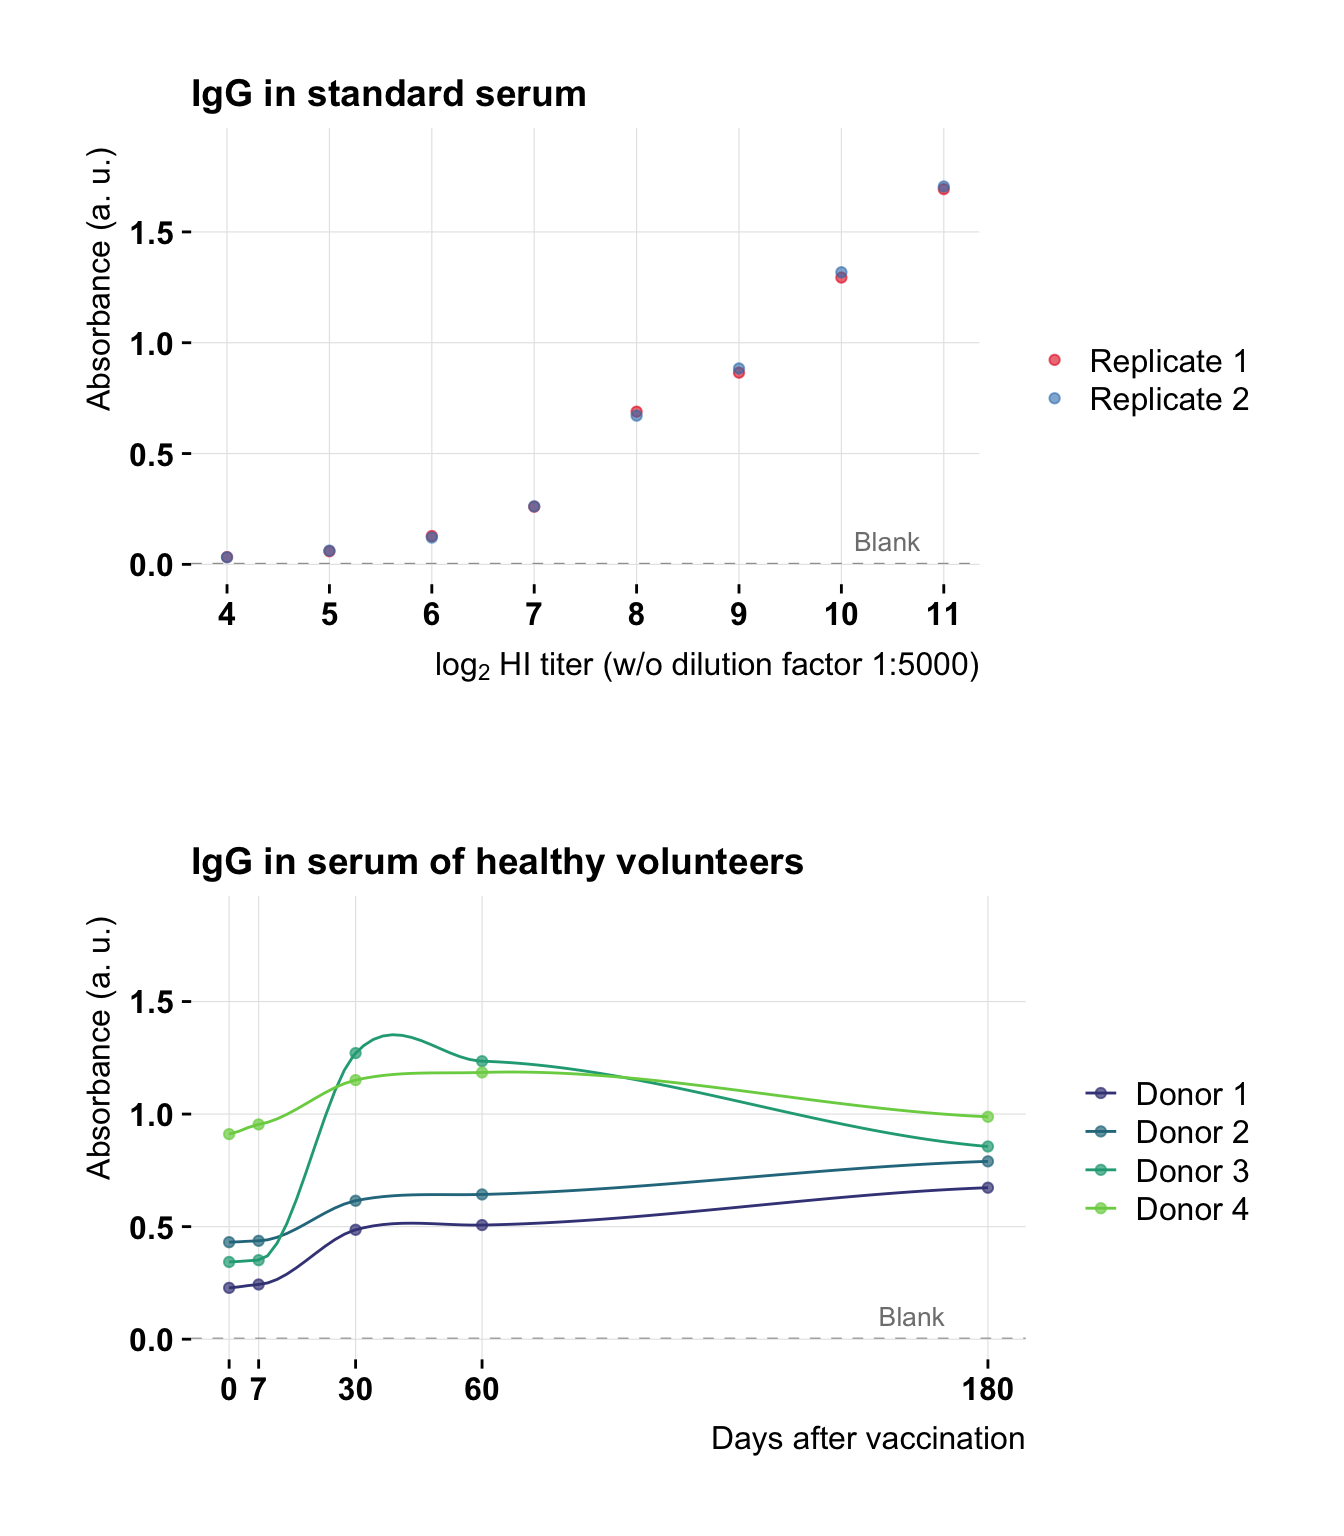 IgG in standard serum
Absorbance (a. u.)
1.5
1.0
0.5
0.0
Blank
4 5 6 7 8 9 10 11
log₂ HI titer (w/o dilution factor 1:5000)
Replicate 1
Replicate 2
IgG in serum of healthy volunteers
Absorbance (a. u.)
1.5
1.0
0.5
0.0
Blank
0 7 30 60 180
Days after vaccination
Donor 1
Donor 2
Donor 3
Donor 4